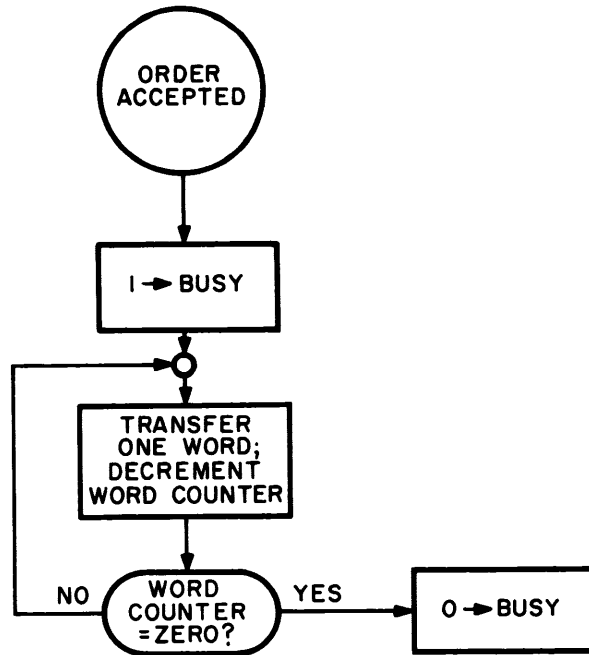 ORDER
ACCEPTED
1 → BUSY
TRANSFER
ONE WORD;
DECREMENT
WORD COUNTER
WORD
COUNTER
=ZERO?
NO
YES
0 → BUSY